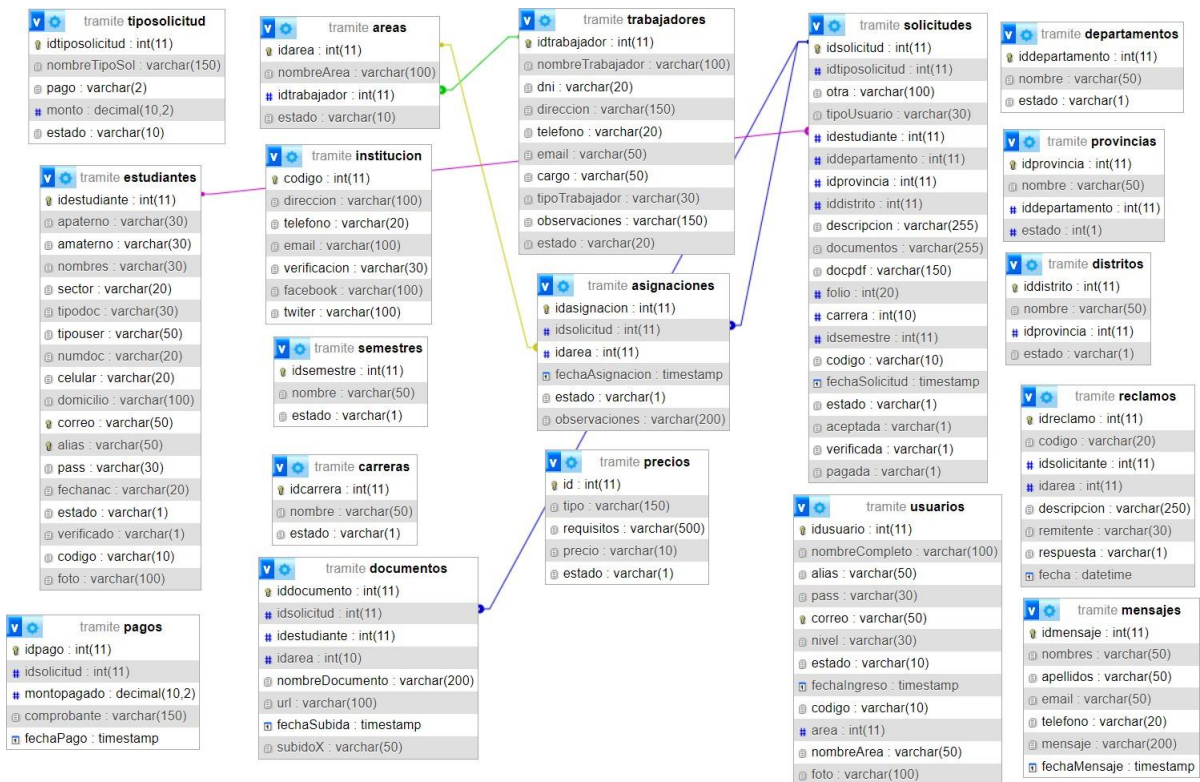 tramite tiposolicitud
idtiposolicitud : int(11)
nombreTipoSol : varchar(150)
pago : varchar(2)
monto : decimal(10,2)
estado : varchar(10)
tramite areas
idarea : int(11)
nombreArea : varchar(100)
idtrabajador : int(11)
estado : varchar(10)
tramite trabajadores
idtrabajador : int(11)
nombreTrabajador : varchar(100)
dni : varchar(20)
direccion : varchar(150)
telefono : varchar(20)
email : varchar(50)
cargo : varchar(50)
tipoTrabajador : varchar(30)
observaciones : varchar(150)
estado : varchar(20)
tramite solicitudes
idsolicitud : int(11)
idtiposolicitud : int(11)
otra : varchar(100)
tipoUsuario : varchar(30)
idestudiante : int(11)
iddepartamento : int(11)
idprovincia : int(11)
iddistrito : int(11)
descripcion : varchar(255)
documentos : varchar(255)
docpdf : varchar(150)
folio : int(20)
carrera : int(10)
idsemestre : int(11)
codigo : varchar(10)
fechaSolicitud : timestamp
estado : varchar(1)
aceptada : varchar(1)
verificada : varchar(1)
pagada : varchar(1)
tramite departamentos
iddepartamento : int(11)
nombre : varchar(50)
estado : varchar(1)
tramite provincias
idprovincia : int(11)
nombre : varchar(50)
iddepartamento : int(11)
estado : int(1)
tramite distritos
iddistrito : int(11)
nombre : varchar(50)
idprovincia : int(11)
estado : varchar(1)
tramite estudiantes
idestudiante : int(11)
apaterno : varchar(30)
amaterno : varchar(30)
nombres : varchar(30)
sector : varchar(20)
tipodoc : varchar(30)
tipouser : varchar(50)
numdoc : varchar(20)
celular : varchar(20)
domicilio : varchar(100)
correo : varchar(50)
alias : varchar(50)
pass : varchar(30)
fechanac : varchar(20)
estado : varchar(1)
verificado : varchar(1)
codigo : varchar(10)
foto : varchar(100)
tramite institucion
codigo : int(11)
direccion : varchar(100)
telefono : varchar(20)
email : varchar(100)
verificacion : varchar(30)
facebook : varchar(100)
twiter : varchar(100)
tramite semestres
idsemestre : int(11)
nombre : varchar(50)
estado : varchar(1)
tramite carreras
idcarrera : int(11)
nombre : varchar(50)
estado : varchar(1)
tramite asignaciones
idasignacion : int(11)
idsolicitud : int(11)
idarea : int(11)
fechaAsignacion : timestamp
estado : varchar(1)
observaciones : varchar(200)
tramite precios
id : int(11)
tipo : varchar(150)
requisitos : varchar(500)
precio : varchar(10)
estado : varchar(1)
tramite reclamos
idreclamo : int(11)
codigo : varchar(20)
idsolicitante : int(11)
idarea : int(11)
descripcion : varchar(250)
remitente : varchar(30)
respuesta : varchar(1)
fecha : datetime
tramite usuarios
idusuario : int(11)
nombreCompleto : varchar(100)
alias : varchar(50)
pass : varchar(30)
correo : varchar(50)
nivel : varchar(30)
estado : varchar(10)
fechaIngreso : timestamp
codigo : varchar(10)
area : int(11)
nombreArea : varchar(50)
foto : varchar(100)
tramite documentos
iddocumento : int(11)
idsolicitud : int(11)
idestudiante : int(11)
idarea : int(10)
nombreDocumento : varchar(200)
url : varchar(100)
fechaSubida : timestamp
subidoX : varchar(50)
tramite pagos
idpago : int(11)
idsolicitud : int(11)
montopagado : decimal(10,2)
comprobante : varchar(150)
fechaPago : timestamp
tramite mensajes
idmensaje : int(11)
nombres : varchar(50)
apellidos : varchar(50)
email : varchar(50)
telefono : varchar(20)
mensaje : varchar(200)
fechaMensaje : timestamp